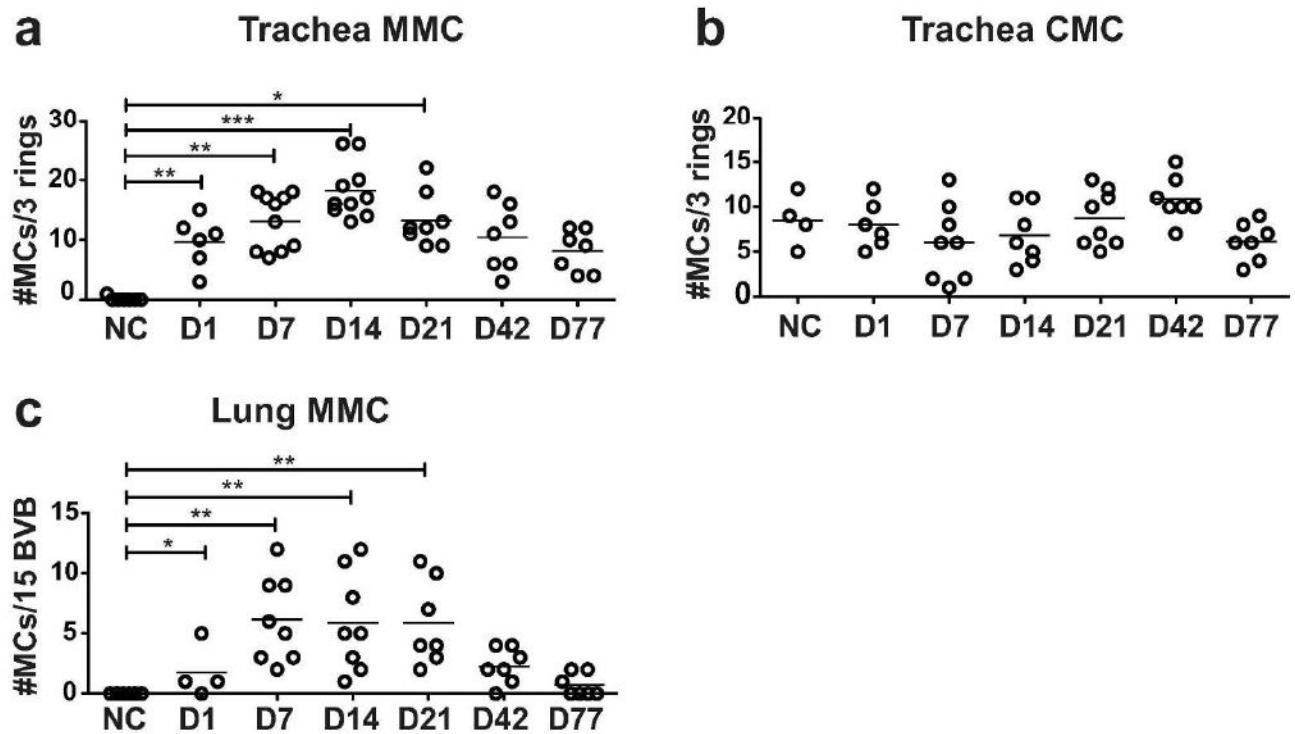 a
Trachea MMC
#MCs/3 rings
*
***
**
**
30
20
10
0
NC D1 D7 D14 D21 D42 D77
b
Trachea CMC
#MCs/3 rings
20
15
10
5
0
NC D1 D7 D14 D21 D42 D77
c
Lung MMC
#MCs/15 BVB
**
**
**
*
15
10
5
0
NC D1 D7 D14 D21 D42 D77